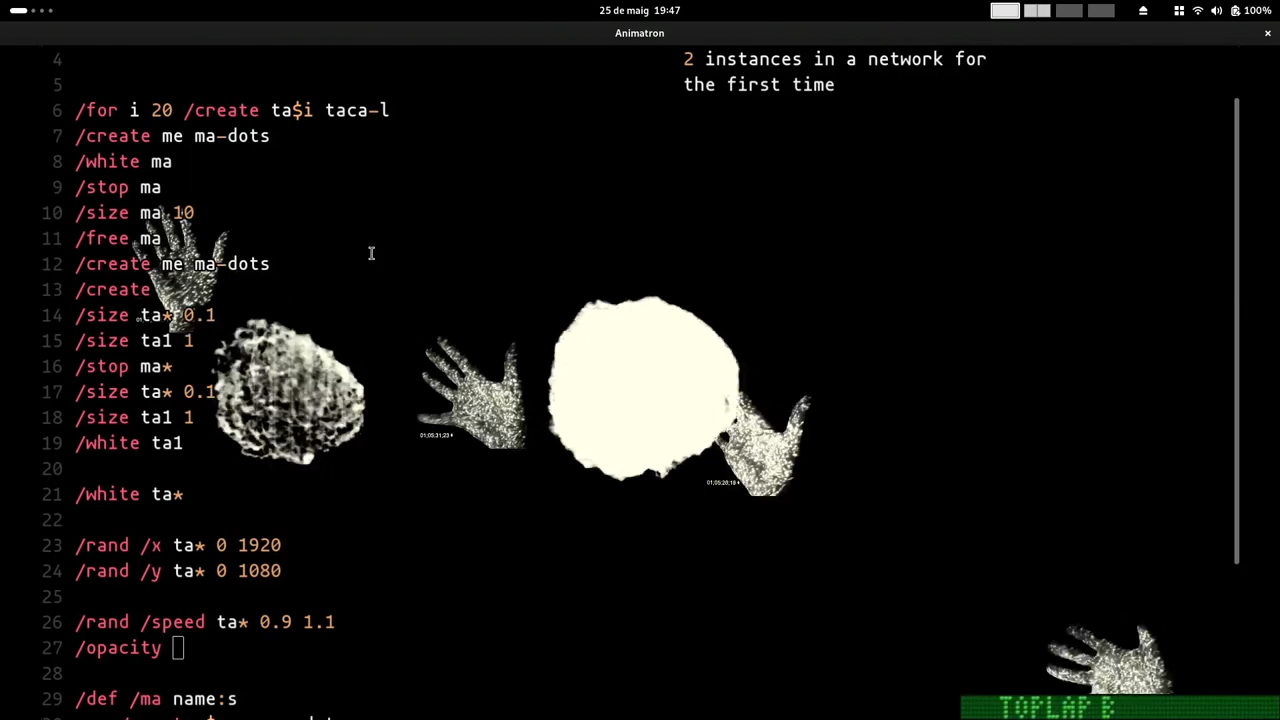 25 de maig 19:47
100%
Animatron
4
2 instances in a network for
5
the first time
6 /for i 20 /create ta$i taca-l
7 /create me ma-dots
8 /white ma
9 /stop ma
10 /size ma 10
11 /free ma
12 /create me ma-dots
13 /create
14 /size ta* 0.1
15 /size ta1 1
16 /stop ma*
17 /size ta* 0.1
18 /size ta1 1
19 /white ta1
20
21 /white ta*
22
23 /rand /x ta* 0 1920
24 /rand /y ta* 0 1080
25
26 /rand /speed ta* 0.9 1.1
27 /opacity
28
29 /def /ma name:s
TOPLAP B